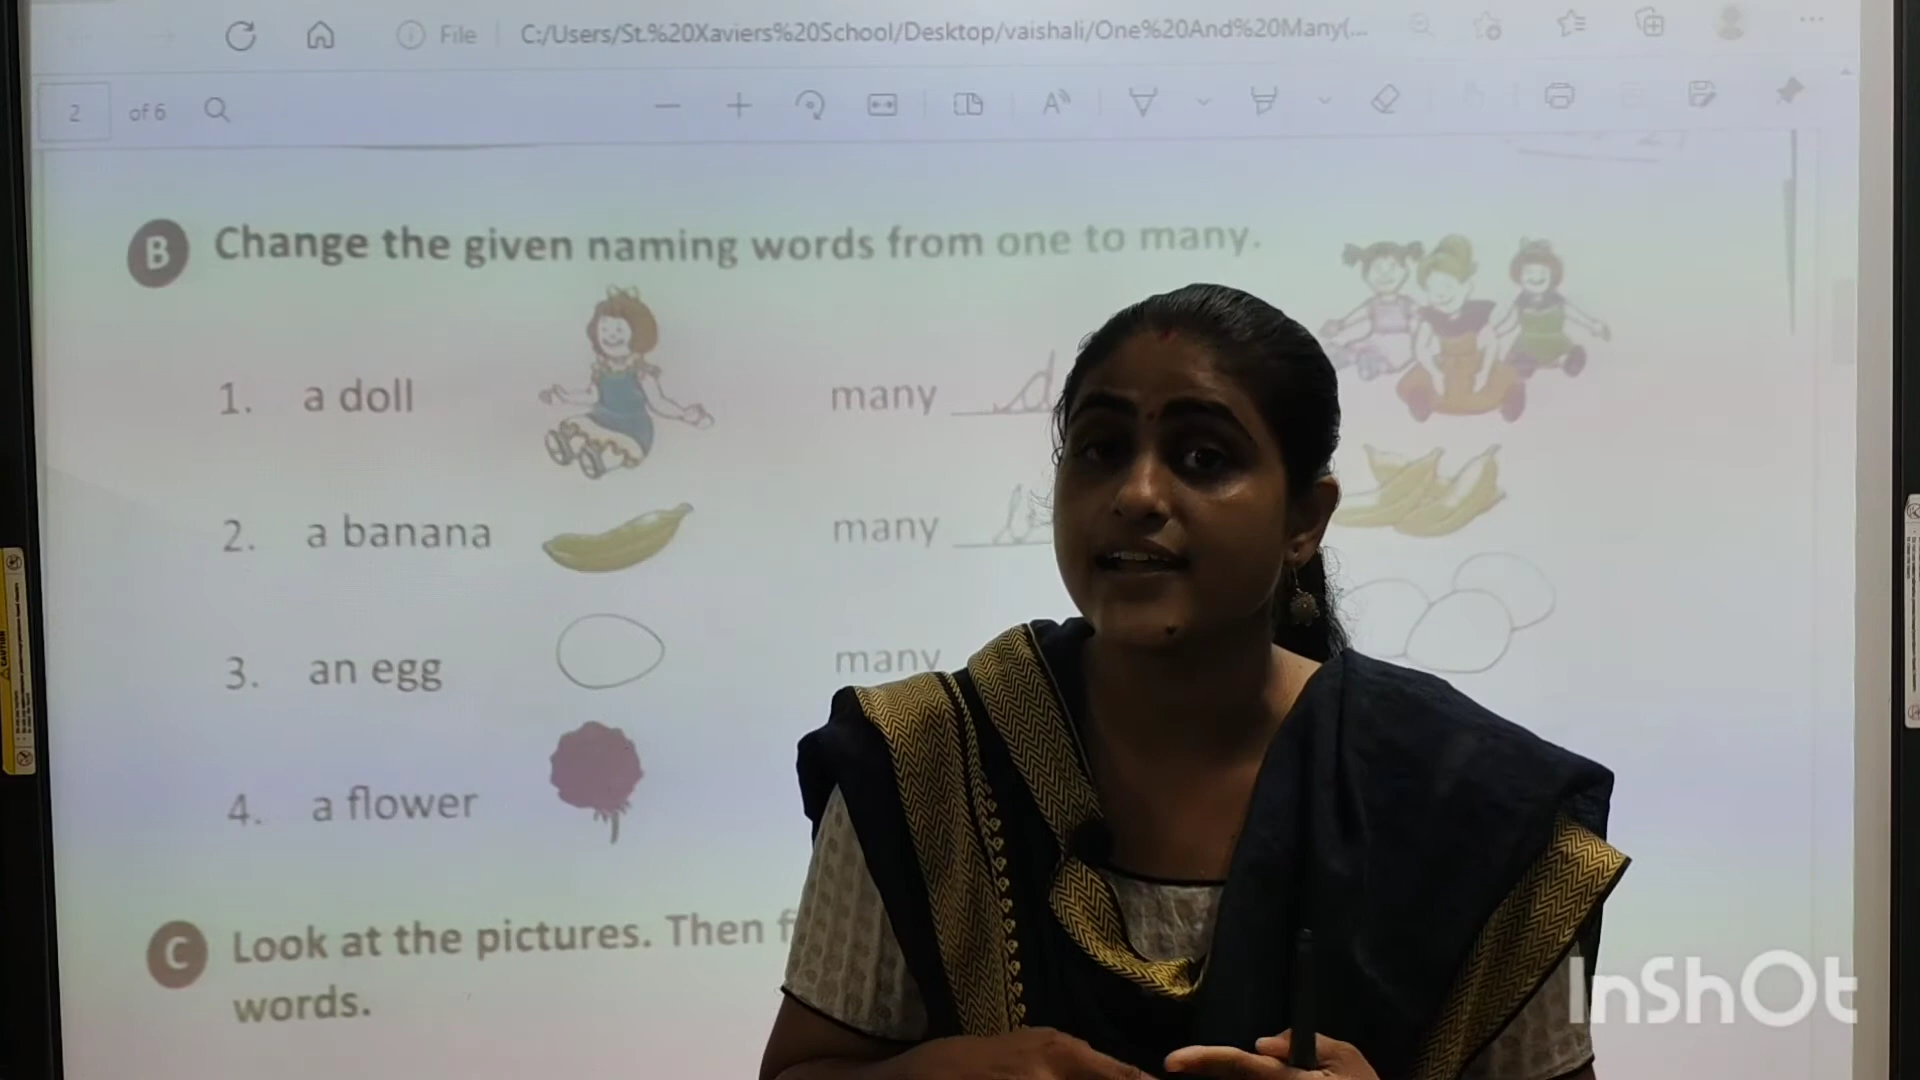 File C:/Users/St.%20Xaviers%20School/Desktop/vaishali/One%20And%20Many(...
2 of 6
B Change the given naming words from one to many.
1. a doll many
2. a banana many
3. an egg many
4. a flower
C Look at the pictures. Then
words.
InShOt